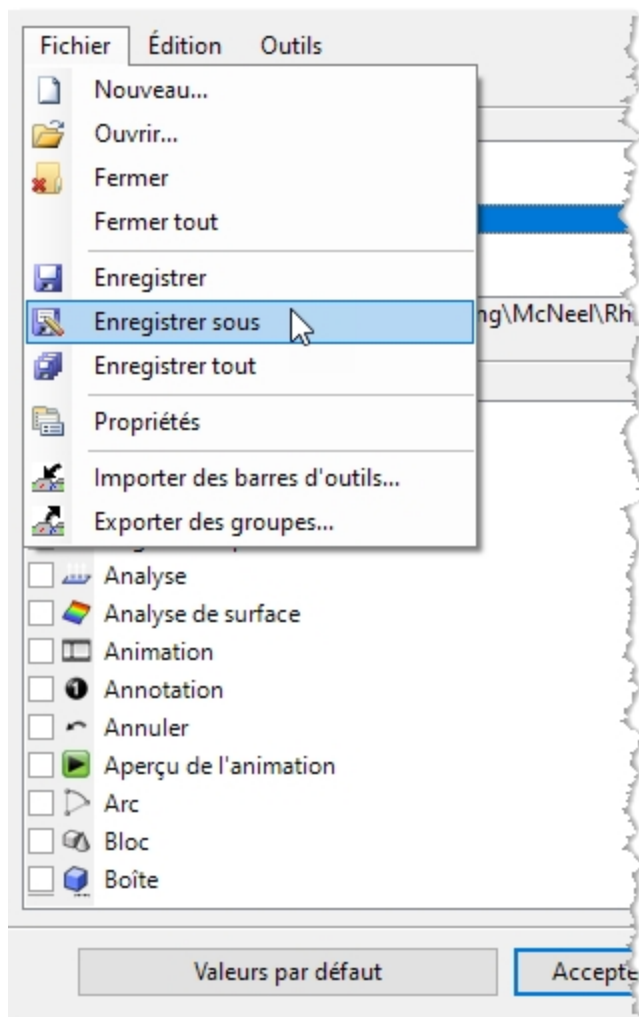 Fichier Édition Outils
Nouveau...
Ouvrir...
Fermer
Fermer tout
Enregistrer
Enregistrer sous
ng\McNeel\Rh
Enregistrer tout
Propriétés
Importer des barres d'outils...
Exporter des groupes...
Analyse
Analyse de surface
Animation
Annotation
Annuler
Aperçu de l'animation
Arc
Bloc
Boîte
Valeurs par défaut Accepte